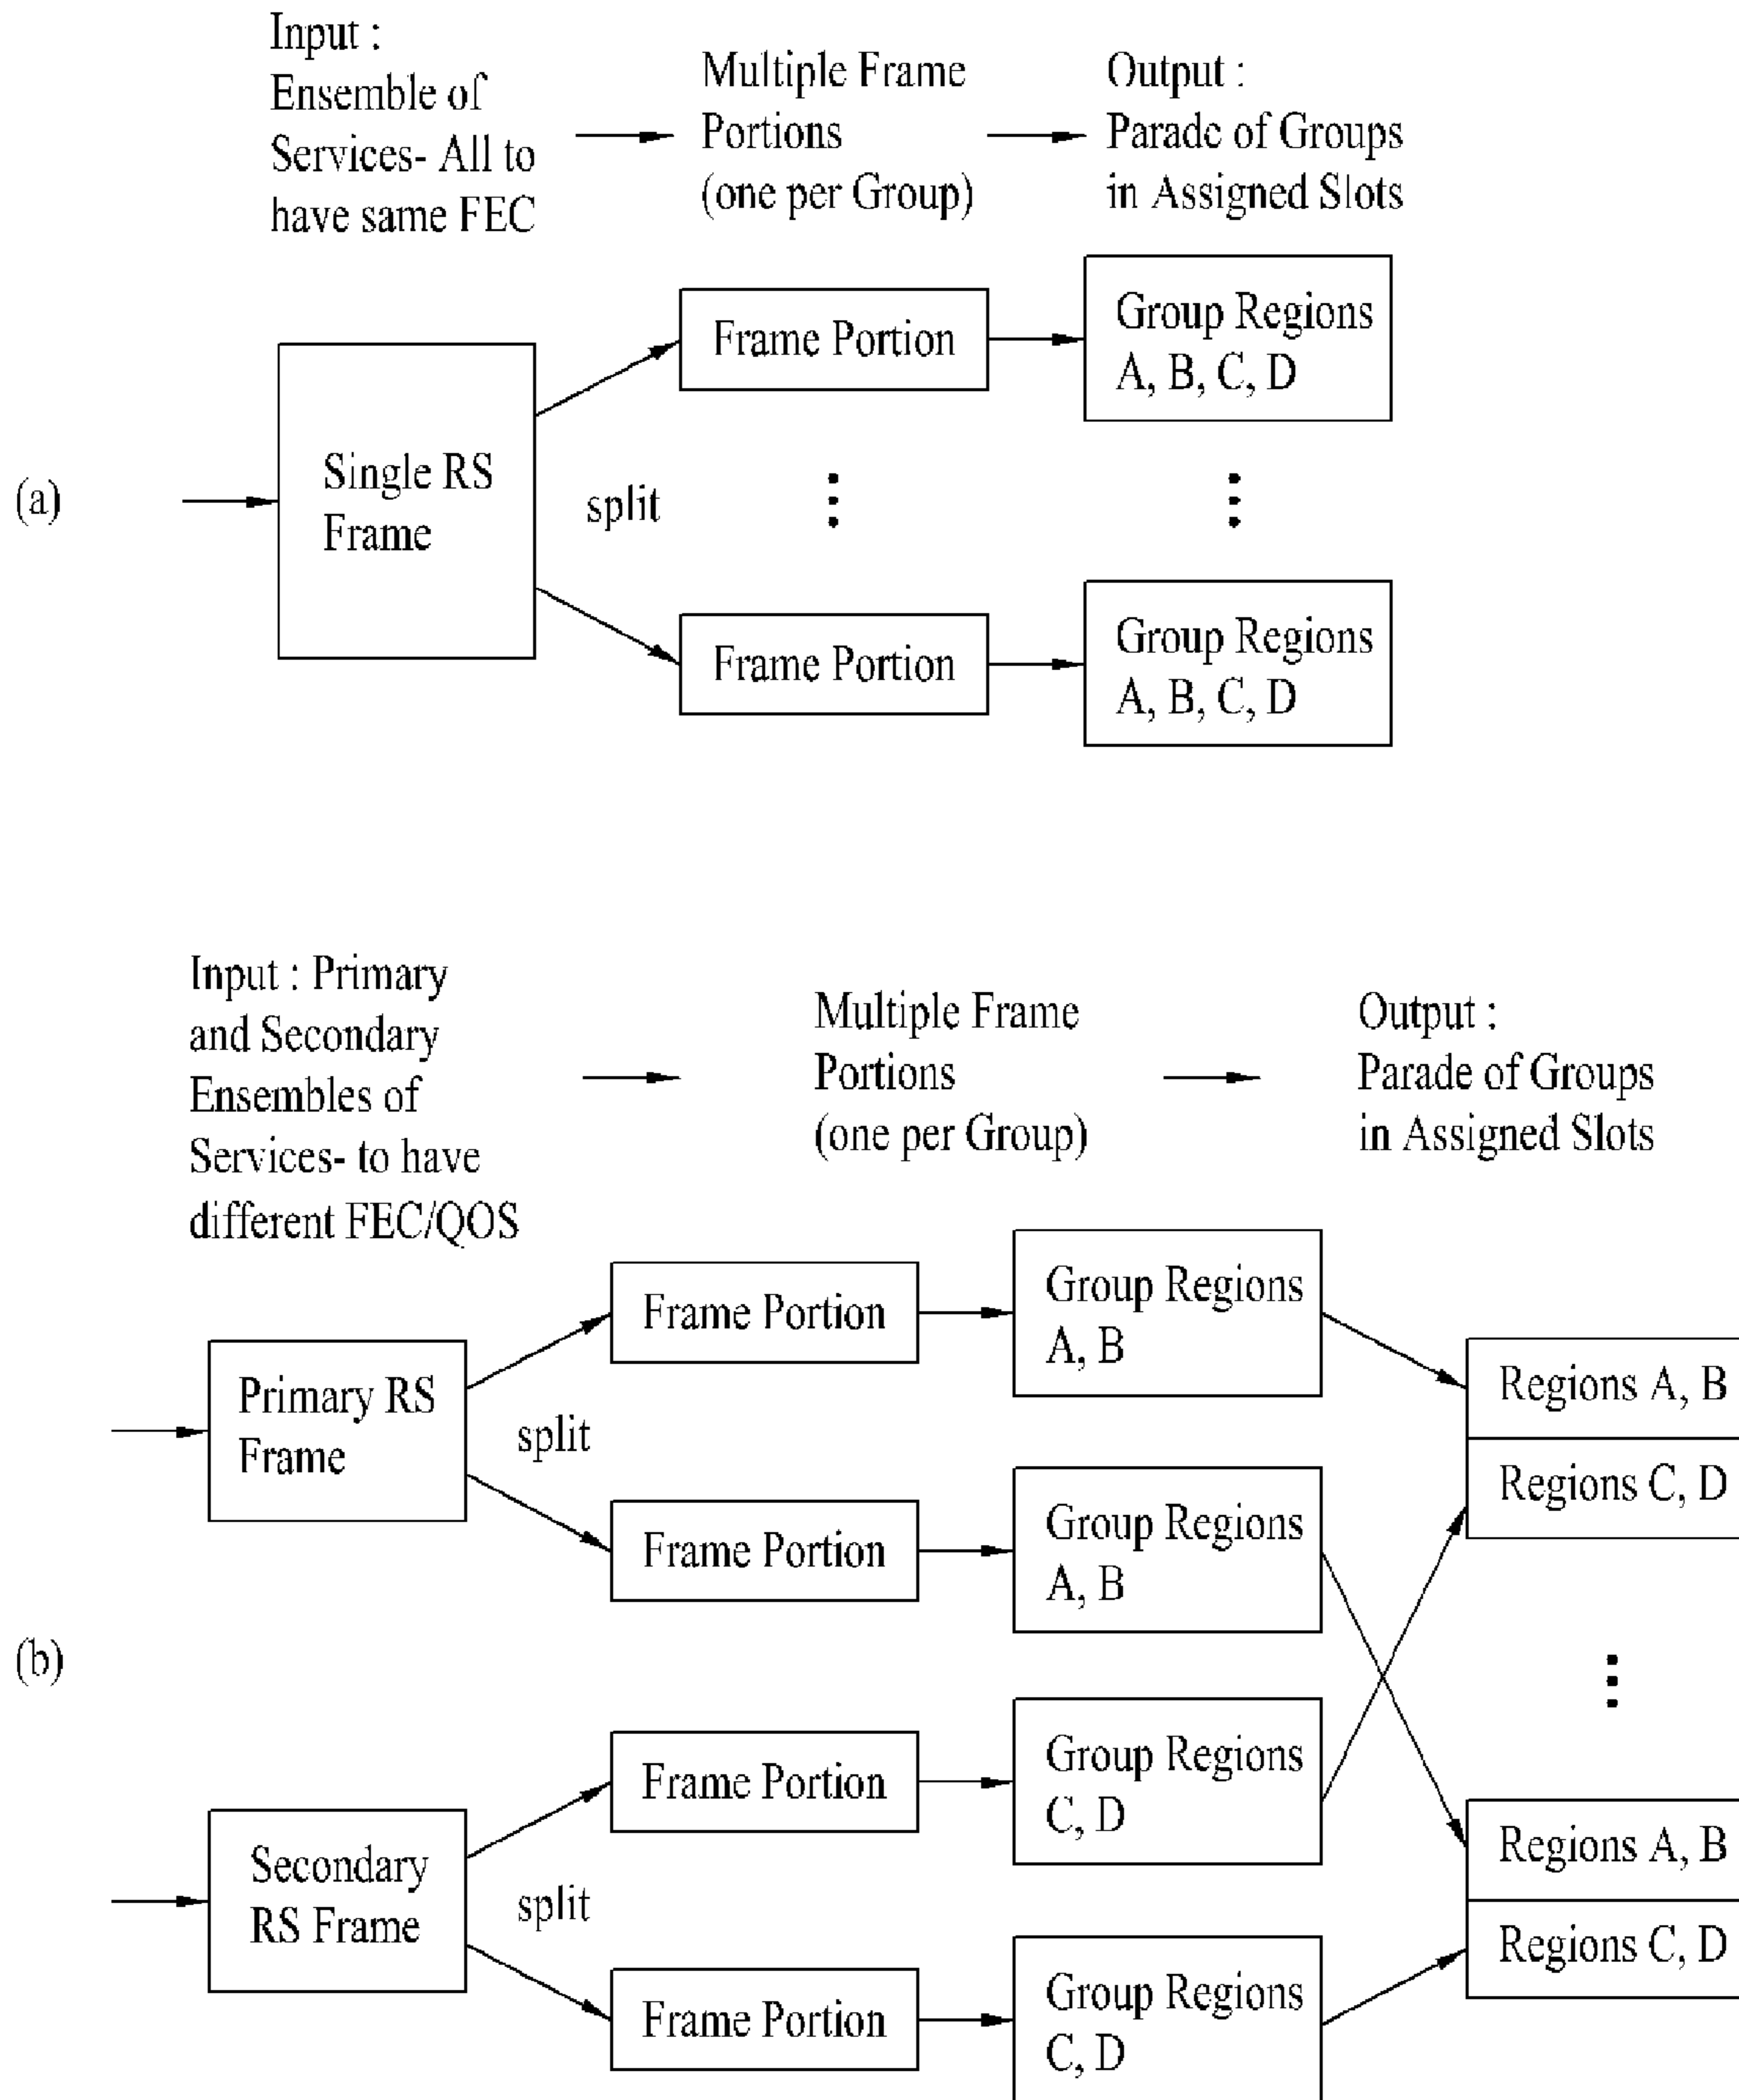 Input :
Ensemble of
Services- All to
have same FEC
Multiple Frame
Portions
(one per Group)
Output :
Parade of Groups
in Assigned Slots
(a)
Single RS
Frame
split
Frame Portion
Group Regions
A, B, C, D
Frame Portion
Group Regions
A, B, C, D
Input : Primary
and Secondary
Ensembles of
Services- to have
different FEC/QOS
Multiple Frame
Portions
(one per Group)
Output :
Parade of Groups
in Assigned Slots
(b)
Primary RS
Frame
split
Frame Portion
Group Regions
A, B
Frame Portion
Group Regions
A, B
Secondary
RS Frame
split
Frame Portion
Group Regions
C, D
Frame Portion
Group Regions
C, D
Regions A, B
Regions C, D
Regions A, B
Regions C, D